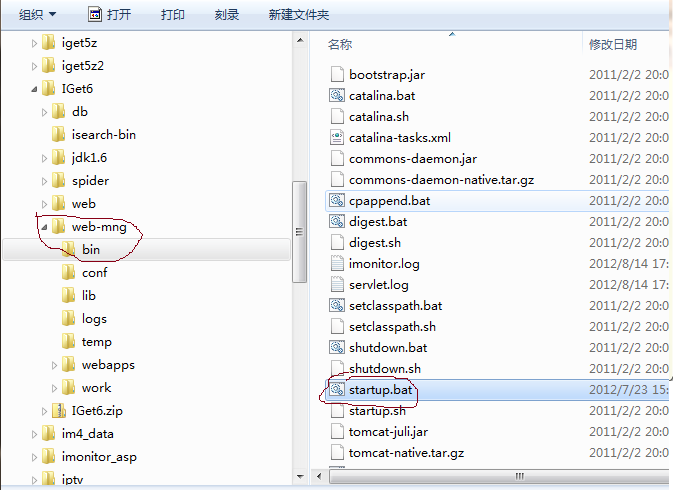 组织 打开 打印 刻录 新建文件夹
iget5z
iget5z2
IGet6
db
isearch-bin
jdk1.6
spider
web
web-mng
bin
conf
lib
logs
temp
webapps
work
IGet6.zip
im4_data
imonitor_asp
iptv
名称 修改日期
bootstrap.jar 2011/2/2 20:0
catalina.bat 2011/2/2 20:0
catalina.sh 2011/2/2 20:0
catalina-tasks.xml 2011/2/2 20:0
commons-daemon.jar 2011/2/2 20:0
commons-daemon-native.tar.gz 2011/2/2 20:0
cpappend.bat 2011/2/2 20:0
digest.bat 2011/2/2 20:0
digest.sh 2011/2/2 20:0
imonitor.log 2012/8/14 17:
servlet.log 2012/8/14 17:
setclasspath.bat 2011/2/2 20:0
setclasspath.sh 2011/2/2 20:0
shutdown.bat 2011/2/2 20:0
shutdown.sh 2011/2/2 20:0
startup.bat 2012/7/23 15:
startup.sh 2011/2/2 20:0
tomcat-juli.jar 2011/2/2 20:0
tomcat-native.tar.gz 2011/2/2 20:0